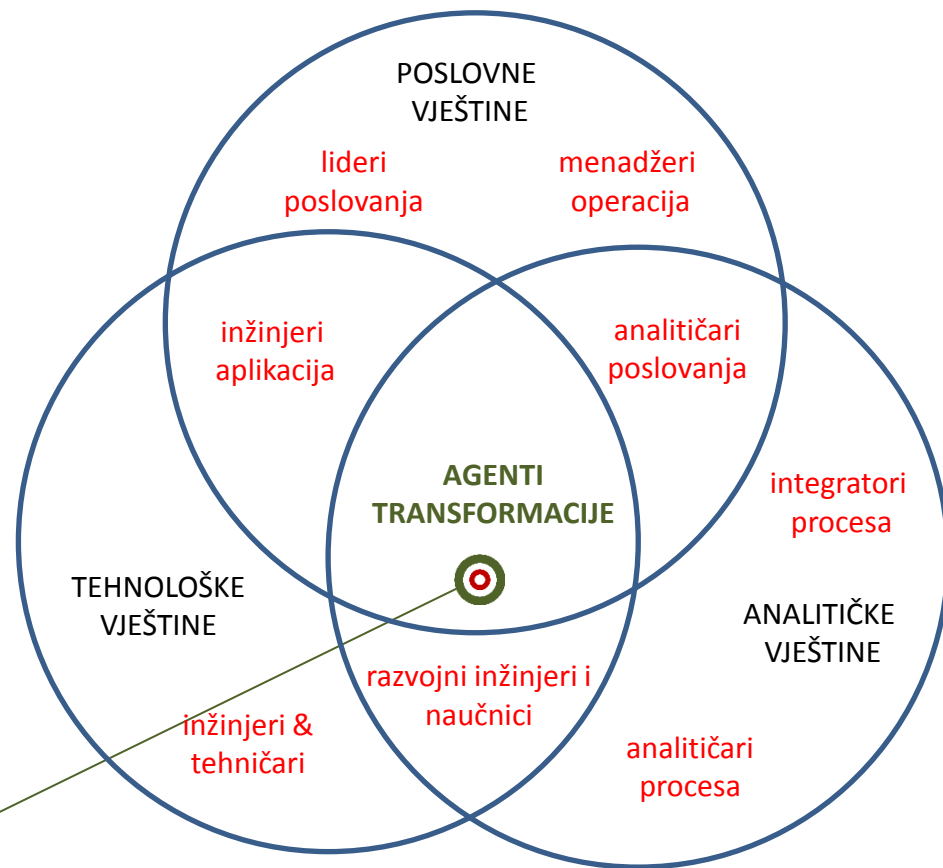 POSLOVNE
VJEŠTINE
lideri
poslovanja
menadžeri
operacija
inžinjeri
aplikacija
analitičari
poslovanja
AGENTI
TRANSFORMACIJE
integratori
procesa
TEHNOLOŠKE
VJEŠTINE
ANALITIČKE
VJEŠTINE
razvojni inžinjeri i
naučnici
inžinjeri &
tehničari
analitičari
procesa